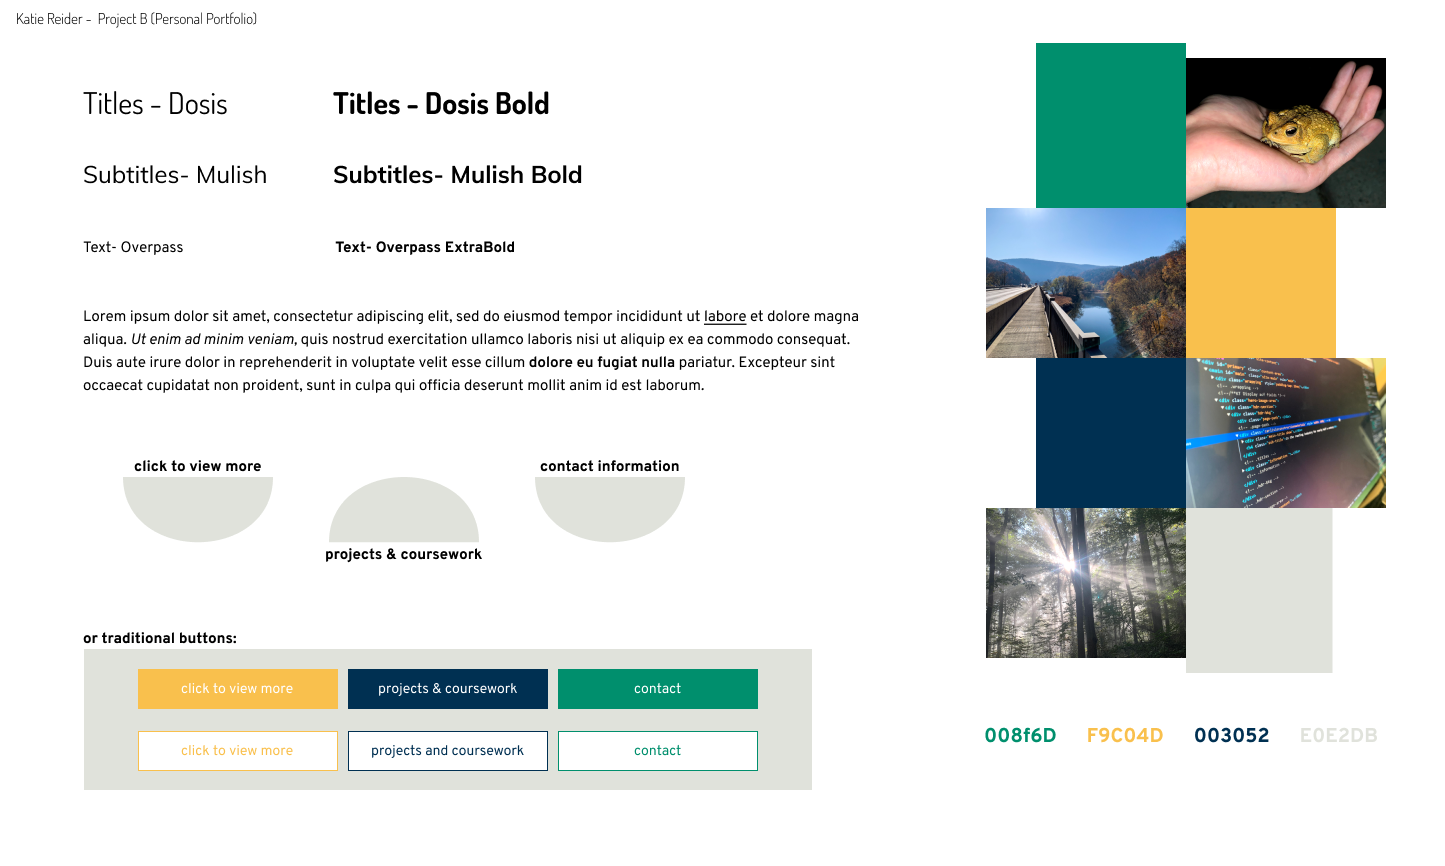 Katie Reider - Project B (Personal Portfolio)
Titles - Dosis
Titles - Dosis Bold
Subtitles- Mulish
Subtitles- Mulish Bold
Text- Overpass
Text- Overpass ExtraBold
Lorem ipsum dolor sit amet, consectetur adipiscing elit, sed do eiusmod tempor incididunt ut labore et dolore magna
aliqua. Ut enim ad minim veniam, quis nostrud exercitation ullamco laboris nisi ut aliquip ex ea commodo consequat.
Duis aute irure dolor in reprehenderit in voluptate velit esse cillum dolore eu fugiat nulla pariatur. Excepteur sint
occaecat cupidatat non proident, sunt in culpa qui officia deserunt mollit anim id est laborum.
click to view more
projects & coursework
contact information
or traditional buttons:
click to view more
projects & coursework
contact
click to view more
projects and coursework
contact
008f6D
F9C04D
003052
E0E2DB